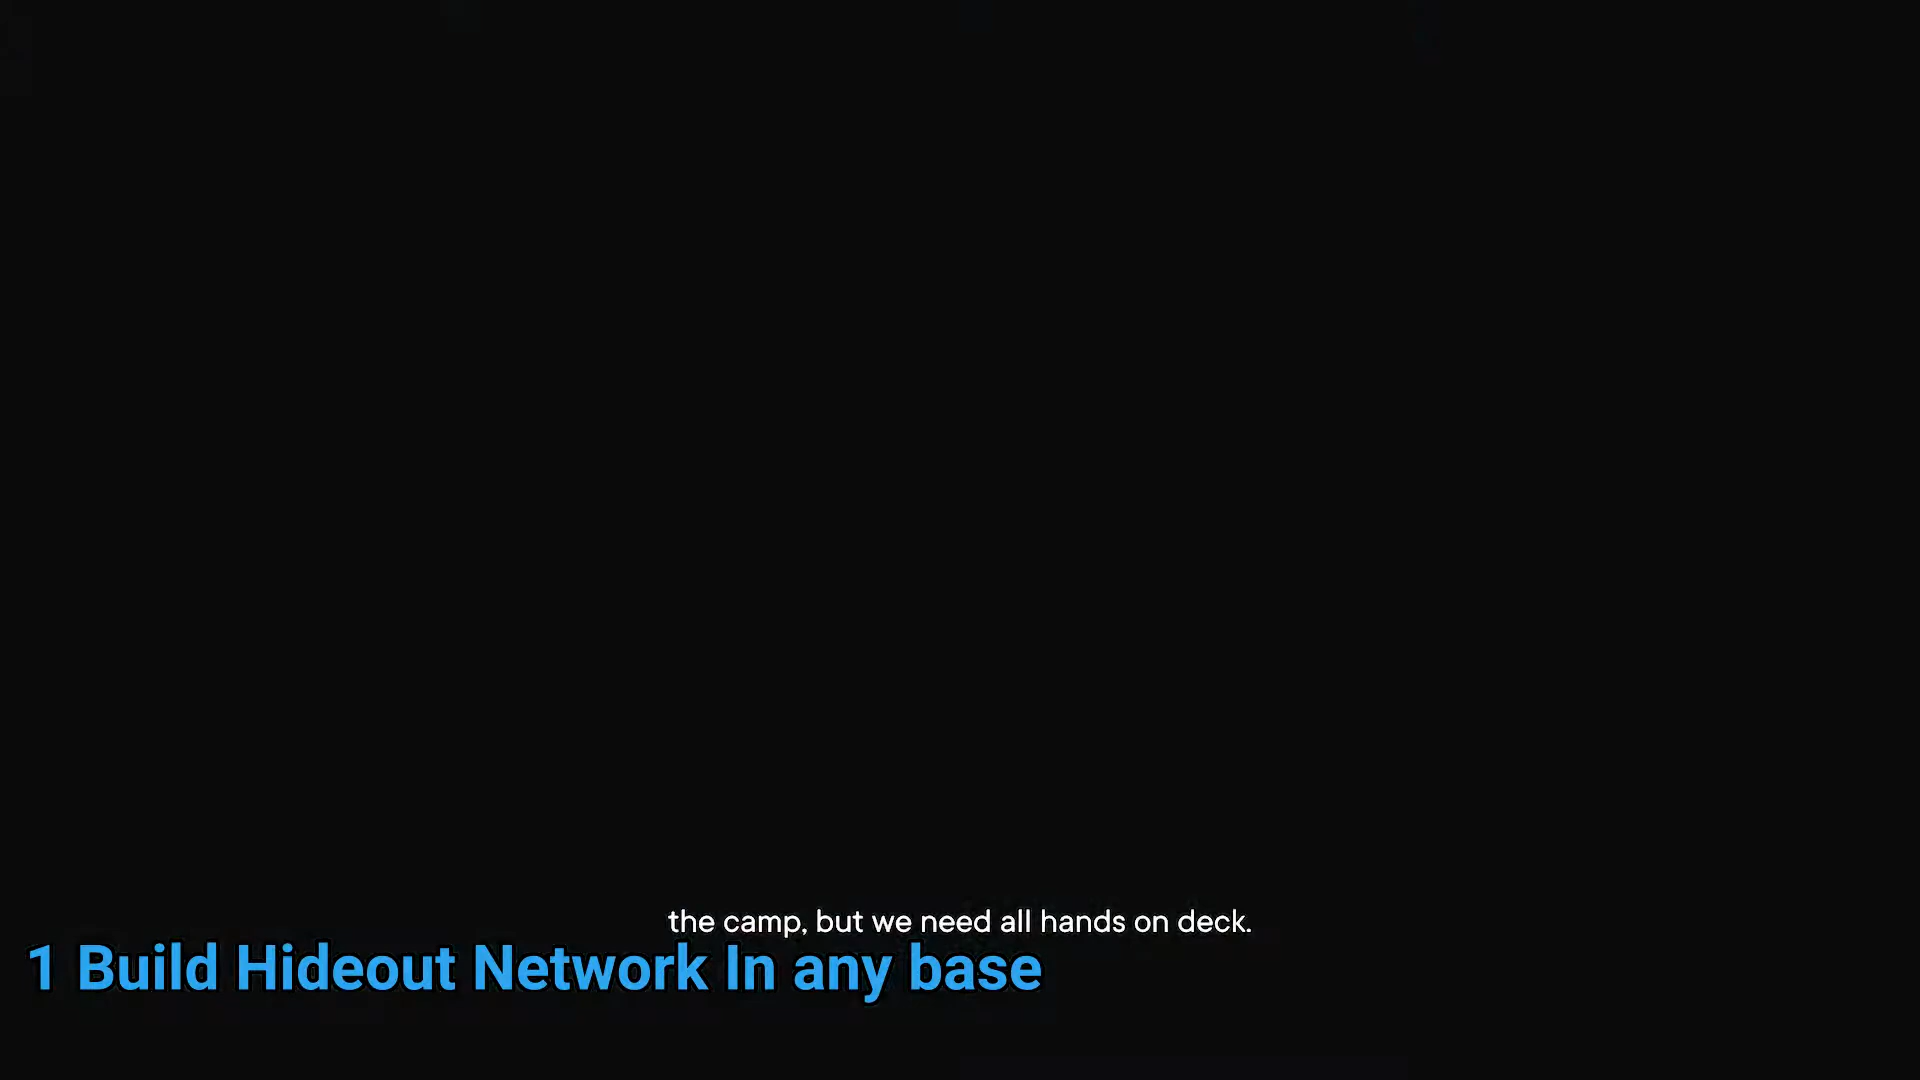 the camp, but we need all hands on deck.
1 Build Hideout Network In any base